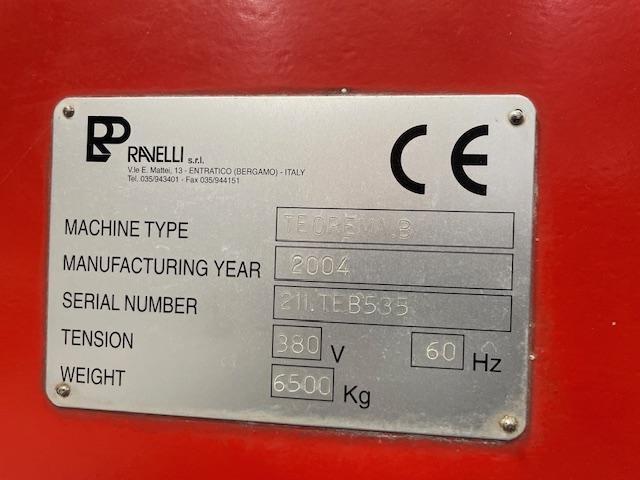 RAVELLI s.r.l.
V.le E. Mattei, 13 - ENTRATICO (BERGAMO) - ITALY
Tel. 035/943401 - Fax 035/944151
CE
MACHINE TYPE TEOREMA.B
MANUFACTURING YEAR 2004
SERIAL NUMBER 211.TEB535
TENSION 380 V 60 Hz
WEIGHT 6500 Kg